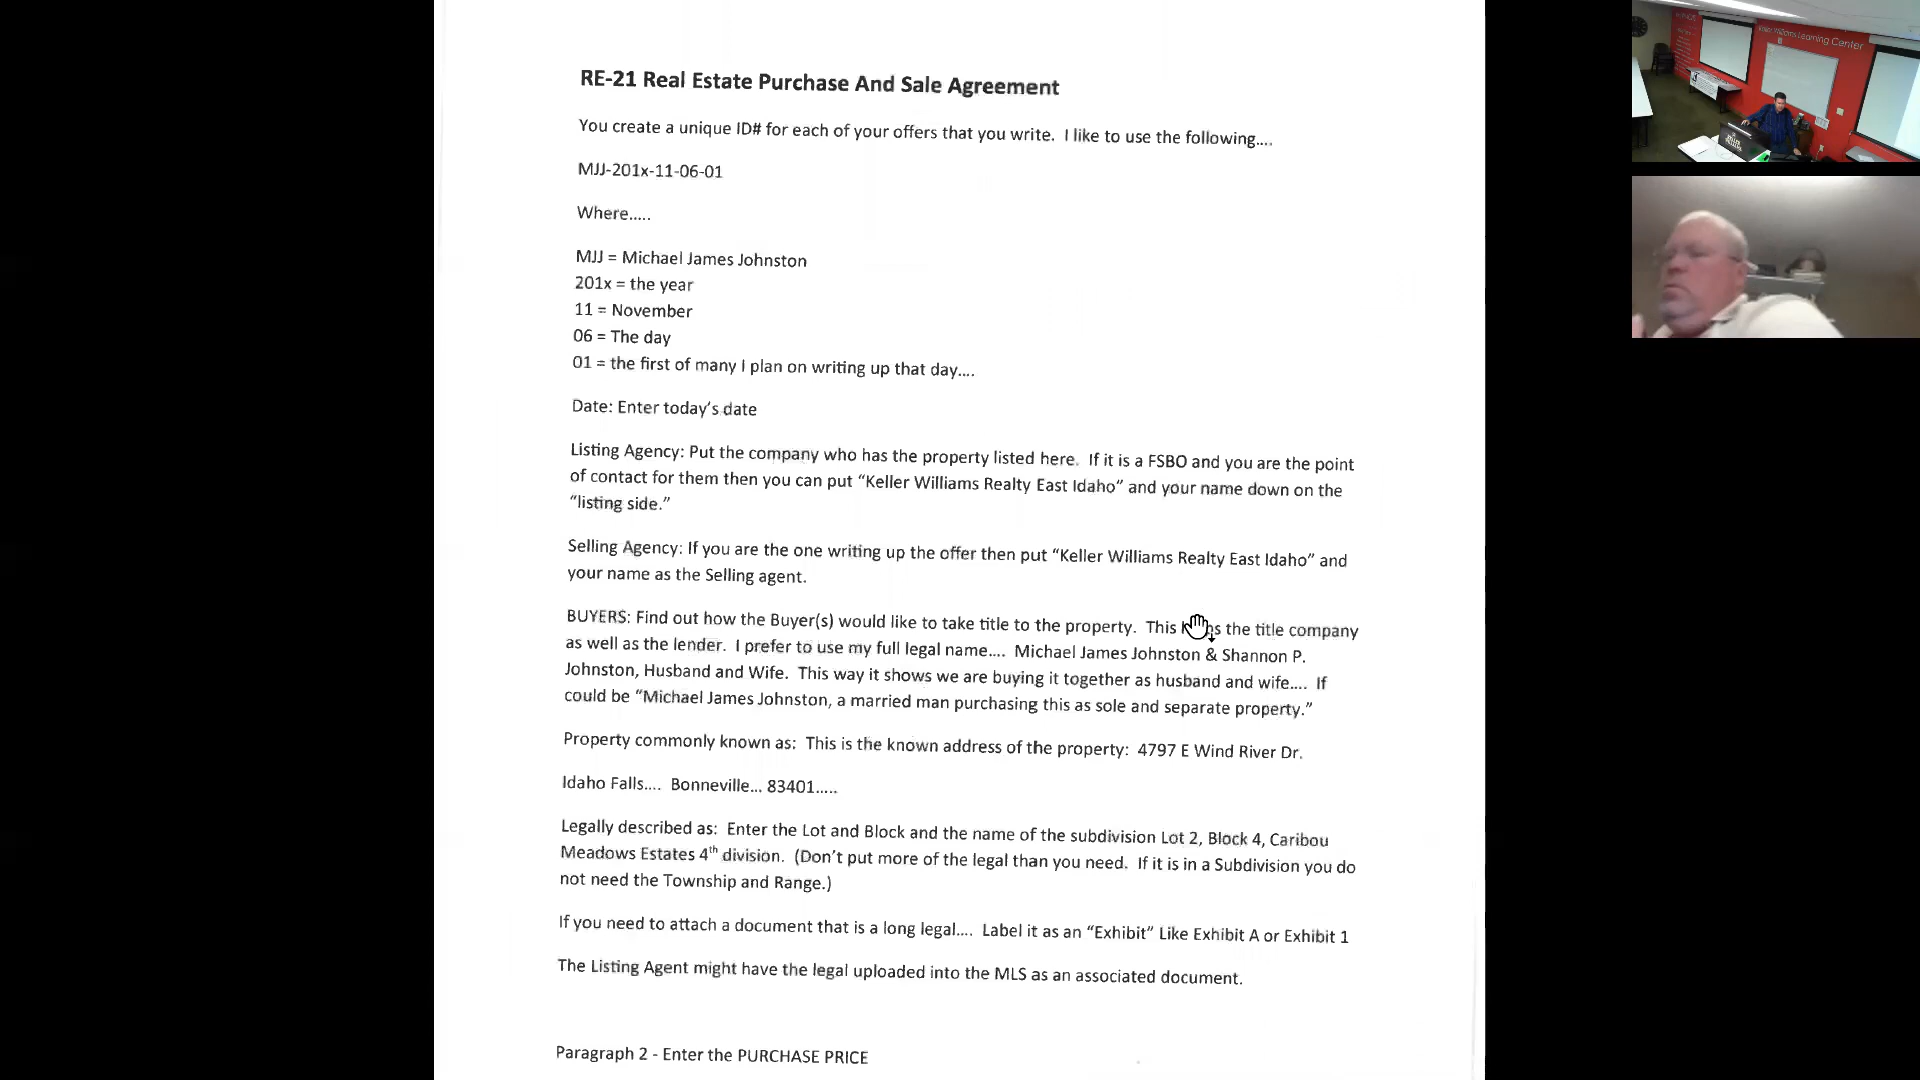 RE-21 Real Estate Purchase And Sale Agreement
You create a unique ID# for each of your offers that you write. I like to use the following....
MJJ-201x-11-06-01
Where.....
MJJ = Michael James Johnston
201x = the year
11 = November
06 = The day
01 = the first of many I plan on writing up that day....
Date: Enter today's date
Listing Agency: Put the company who has the property listed here. If it is a FSBO and you are the point
of contact for them then you can put "Keller Williams Realty East Idaho" and your name down on the
"listing side."
Selling Agency: If you are the one writing up the offer then put "Keller Williams Realty East Idaho" and
your name as the Selling agent.
BUYERS: Find out how the Buyer(s) would like to take title to the property. This the title company
as well as the lender. I prefer to use my full legal name.... Michael James Johnston & Shannon P.
Johnston, Husband and Wife. This way it shows we are buying it together as husband and wife.... If
could be "Michael James Johnston, a married man purchasing this as sole and separate property."
Property commonly known as: This is the known address of the property: 4797 E Wind River Dr.
Idaho Falls.... Bonneville... 83401.....
Legally described as: Enter the Lot and Block and the name of the subdivision Lot 2, Block 4, Caribou
Meadows Estates 4th division. (Don't put more of the legal than you need. If it is in a Subdivision you do
not need the Township and Range.)
If you need to attach a document that is a long legal.... Label it as an "Exhibit" Like Exhibit A or Exhibit 1
The Listing Agent might have the legal uploaded into the MLS as an associated document.
Paragraph 2 - Enter the PURCHASE PRICE
Williams Learning Center